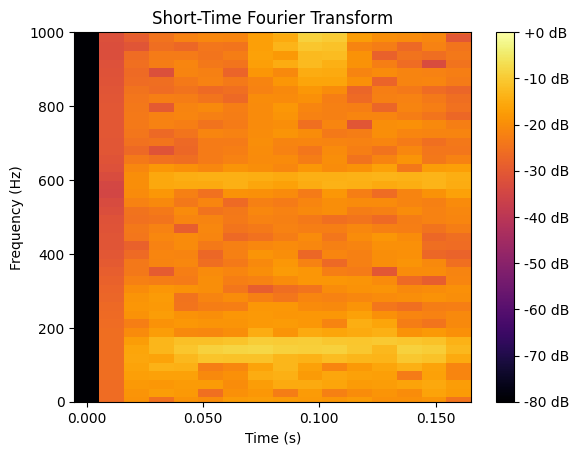 Short-Time Fourier Transform
Frequency (Hz)
1000
800
600
400
200
0
0.000
0.050
0.100
0.150
Time (s)
+0 dB
-10 dB
-20 dB
-30 dB
-40 dB
-50 dB
-60 dB
-70 dB
-80 dB